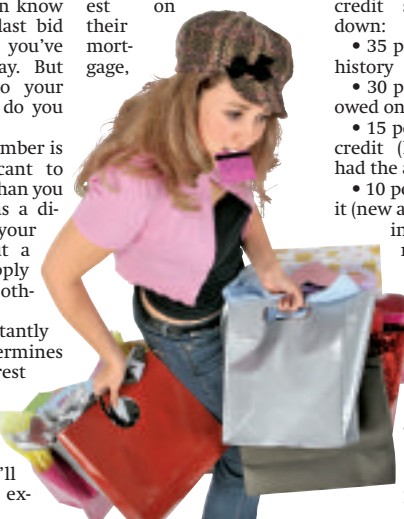 n know
last bid
you've
ay. But
o your
do you
mber is
cant to
han you
s a di-
your
t a
ply
oth-
tantly
ermines
rest
'll
ex-
est on
their
mort-
gage,
credit s
down:
• 35 p
history
• 30 p
owed on
• 15 pe
credit (
had the a
• 10 pe
it (new a
in